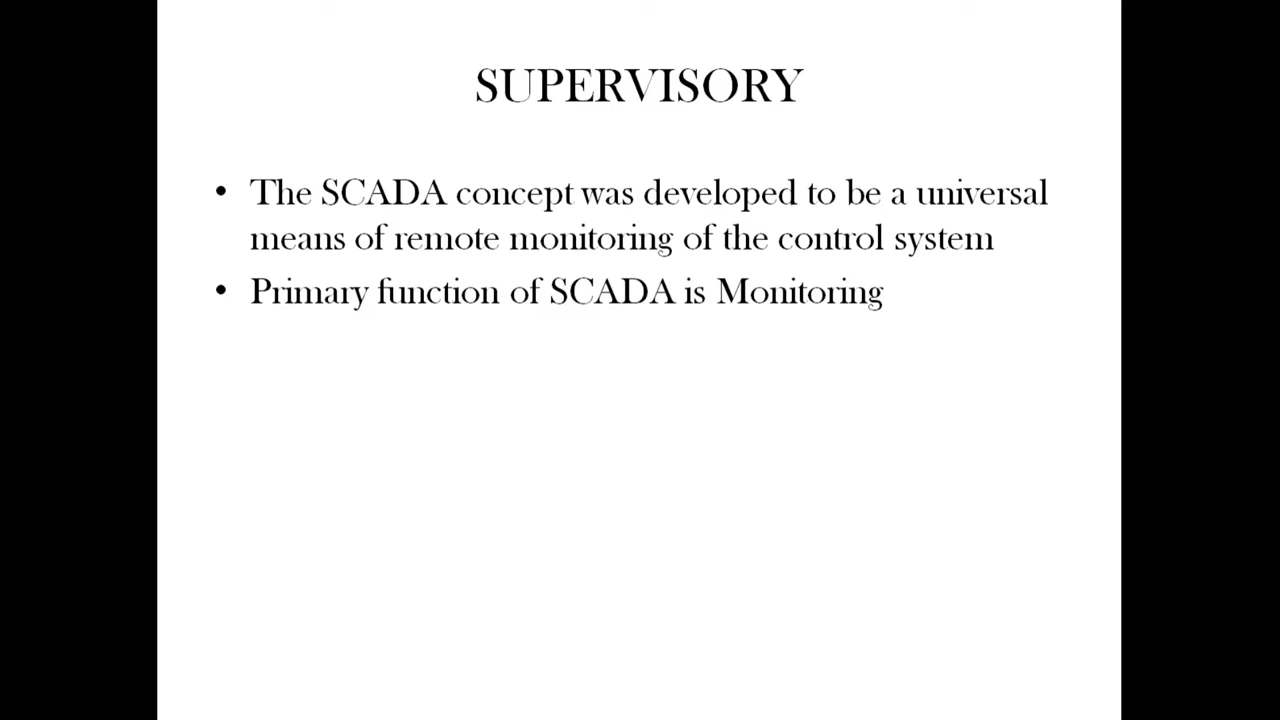 SUPERVISORY
• The SCADA concept was developed to be a universal
means of remote monitoring of the control system
• Primary function of SCADA is Monitoring